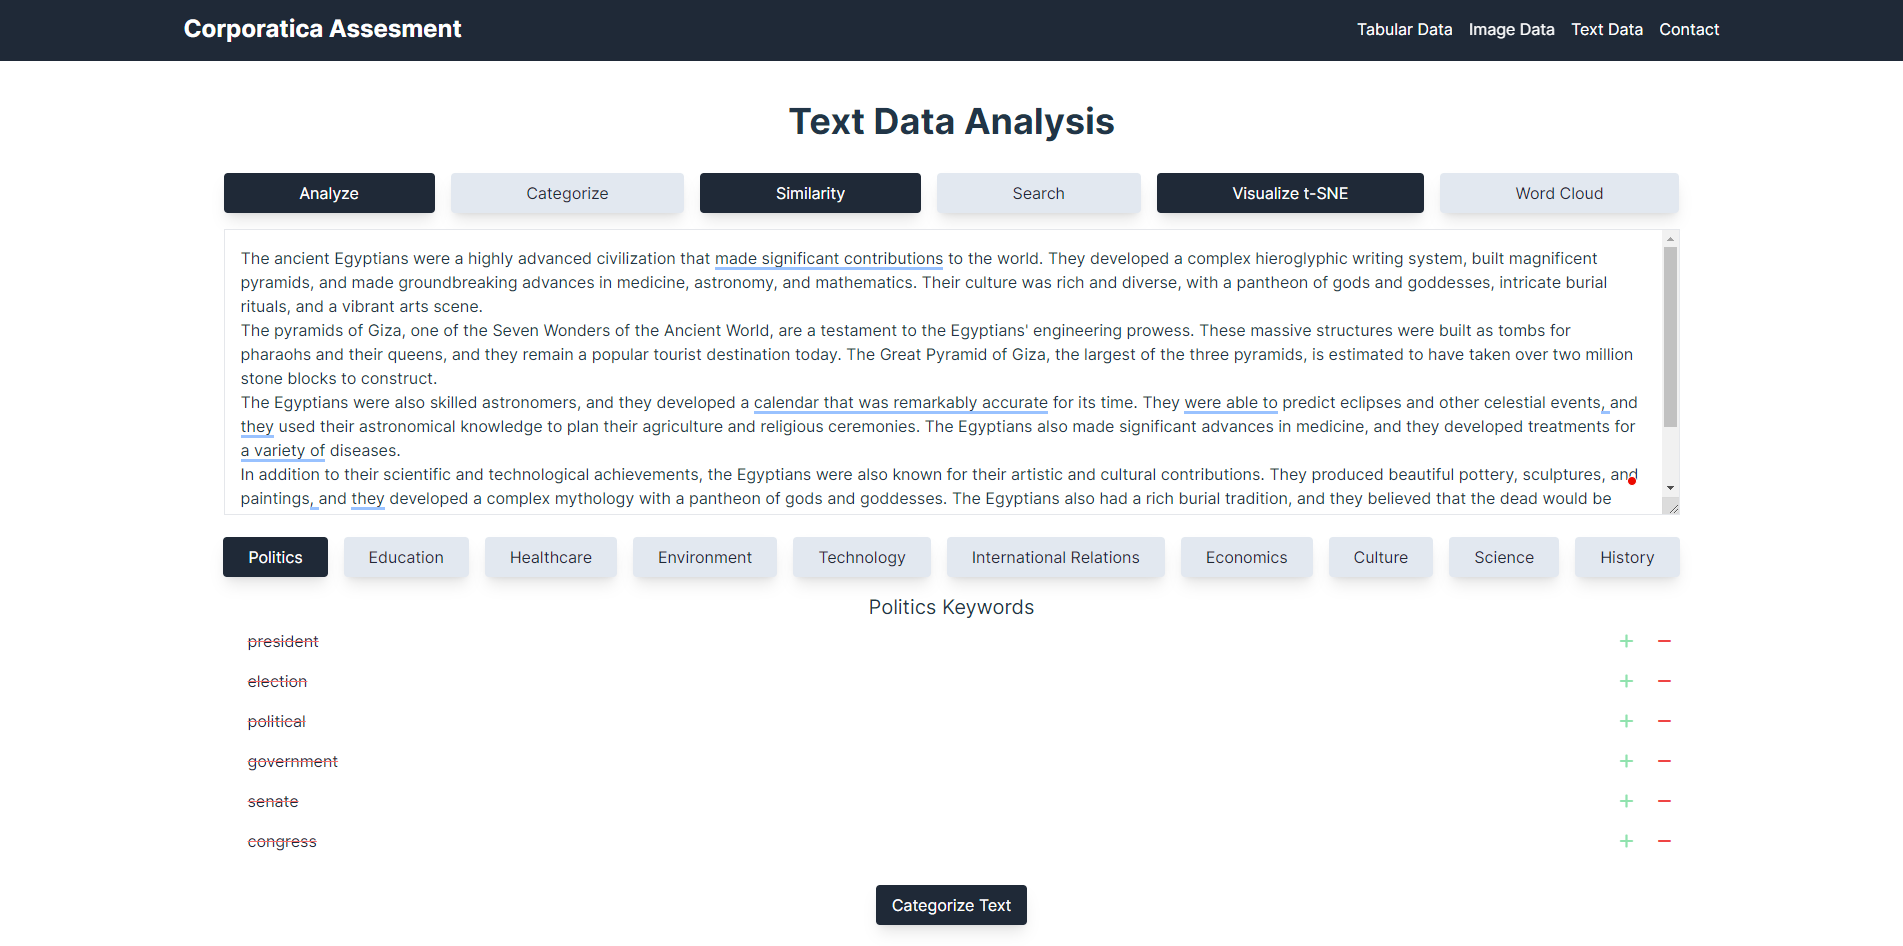 Corporatica Assesment
Tabular Data Image Data Text Data Contact
Text Data Analysis
Analyze Categorize Similarity Search Visualize t-SNE Word Cloud
The ancient Egyptians were a highly advanced civilization that made significant contributions to the world. They developed a complex hieroglyphic writing system, built magnificent
pyramids, and made groundbreaking advances in medicine, astronomy, and mathematics. Their culture was rich and diverse, with a pantheon of gods and goddesses, intricate burial
rituals, and a vibrant arts scene.
The pyramids of Giza, one of the Seven Wonders of the Ancient World, are a testament to the Egyptians' engineering prowess. These massive structures were built as tombs for
pharaohs and their queens, and they remain a popular tourist destination today. The Great Pyramid of Giza, the largest of the three pyramids, is estimated to have taken over two million
stone blocks to construct.
The Egyptians were also skilled astronomers, and they developed a calendar that was remarkably accurate for its time. They were able to predict eclipses and other celestial events, and
they used their astronomical knowledge to plan their agriculture and religious ceremonies. The Egyptians also made significant advances in medicine, and they developed treatments for
a variety of diseases.
In addition to their scientific and technological achievements, the Egyptians were also known for their artistic and cultural contributions. They produced beautiful pottery, sculptures, and
paintings, and they developed a complex mythology with a pantheon of gods and goddesses. The Egyptians also had a rich burial tradition, and they believed that the dead would be
Politics Education Healthcare Environment Technology International Relations Economics Culture Science History
Politics Keywords
president
election
political
government
senate
congress
Categorize Text